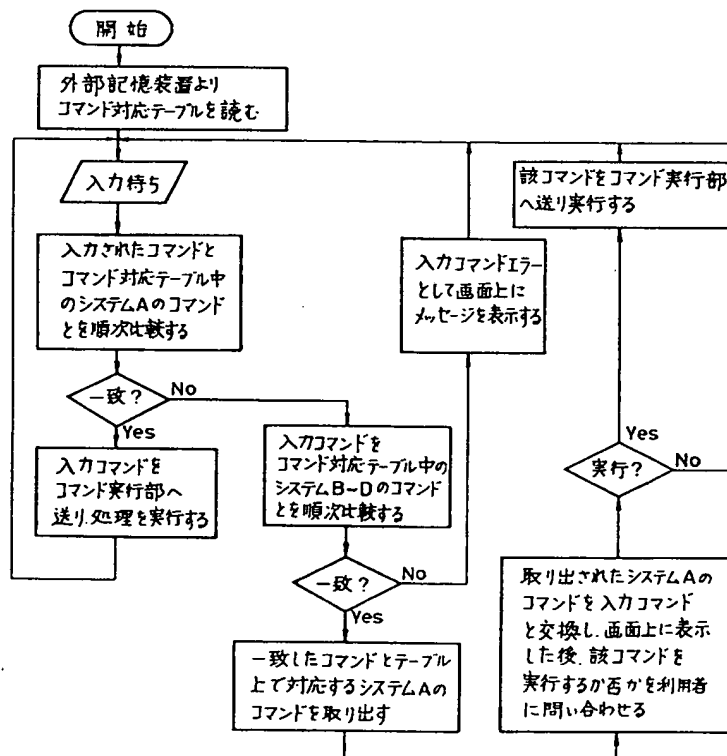 開始
外部記憶装置より
コマンド対応テーブルを読む
入力待ち
入力されたコマンドと
コマンド対応テーブル中
のシステムAのコマンド
とを順次比較する
一致?
No
Yes
入力コマンドを
コマンド実行部へ
送り、処理を実行する
入力コマンドを
コマンド対応テーブル中の
システムB~Dのコマンド
とを順次比較する
一致?
No
Yes
一致したコマンドとテーブル
上で対応するシステムAの
コマンドを取り出す
入力コマンドエラー
として画面上に
メッセージを表示する
該コマンドをコマンド実行部
へ送り実行する
Yes
実行?
No
取り出されたシステムAの
コマンドを入力コマンド
と交換し、画面上に表示
した後、該コマンドを
実行するか否かを利用者
に問い合わせる